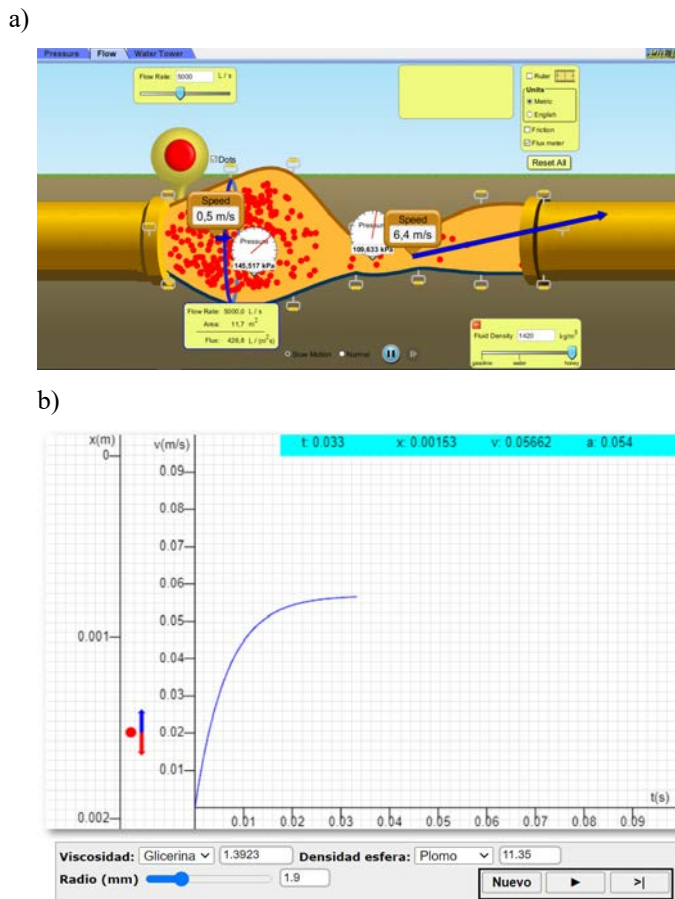 a)
Pressure Flow Water Tower
Flow Rate: 5000 L / s
Ruler
Units
Metric
English
Friction
Flux meter
Reset All
Dots
Speed
0,5 m/s
Speed
6,4 m/s
Pressure
145,517 kPa
109,633 kPa
Flow Rate: 5000,0 L / s
Area: 11,7 m²
Flux: 426,8 L / (m²s)
Slow Motion Normal
Fluid Density 1420 kg/m³
gasoline water honey
b)
x(m) v(m/s) t: 0.033 x: 0.00153 v: 0.05662 a: 0.054
0
0.09
0.08
0.07
0.06
0.05
0.001
0.04
0.03
0.02
0.01
t(s)
0.002
0.01 0.02 0.03 0.04 0.05 0.06 0.07 0.08 0.09
Viscosidad: Glicerina 1.3923 Densidad esfera: Plomo 11.35
Radio (mm) 1.9 Nuevo >|